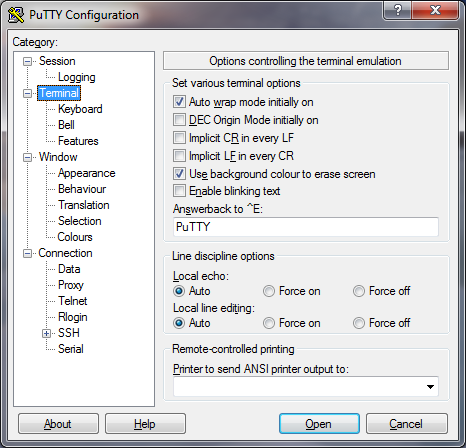 PuTTY Configuration
Category:
Session
Logging
Terminal
Keyboard
Bell
Features
Window
Appearance
Behaviour
Translation
Selection
Colours
Connection
Data
Proxy
Telnet
Rlogin
SSH
Serial
Options controlling the terminal emulation
Set various terminal options
Auto wrap mode initially on
DEC Origin Mode initially on
Implicit CR in every LF
Implicit LF in every CR
Use background colour to erase screen
Enable blinking text
Answerback to ^E:
PuTTY
Line discipline options
Local echo:
Auto Force on Force off
Local line editing:
Auto Force on Force off
Remote-controlled printing
Printer to send ANSI printer output to:
About Help Open Cancel